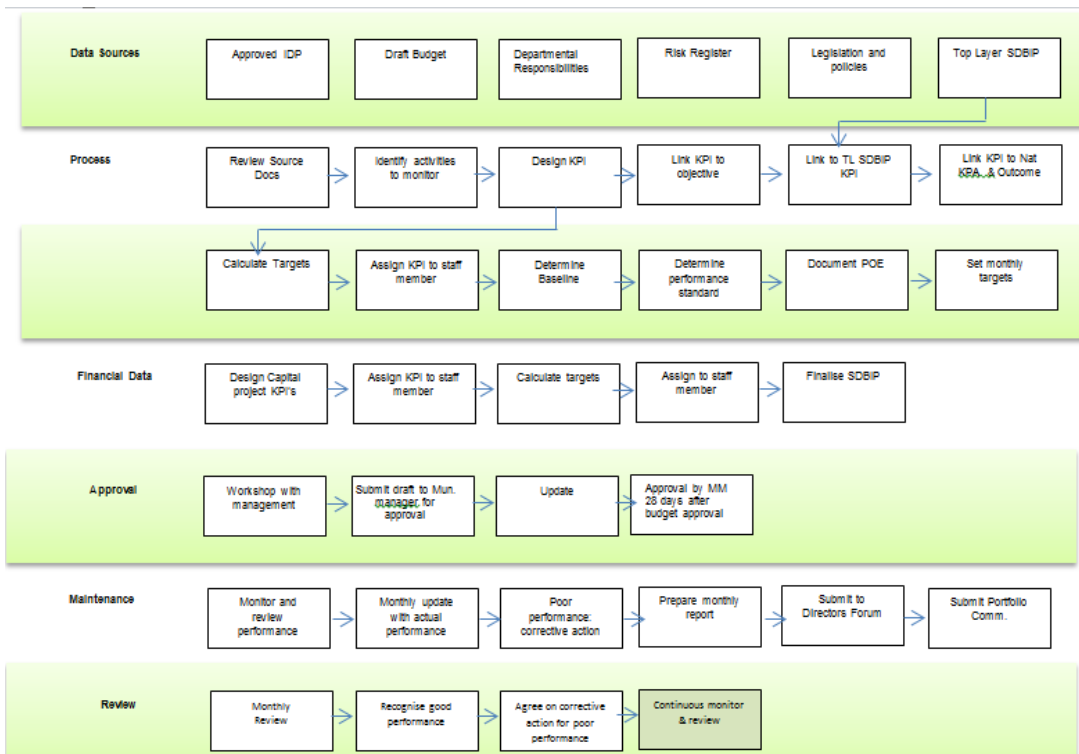 Data Sources
Approved IDP
Draft Budget
Departmental
Responsibilities
Risk Register
Legislation and
policies
Top Layer SDBIP
Process
Review Source
Docs
Identify activities
to monitor
Design KPI
Link KPI to
objective
Link to TL SDBIP
KPI
Link KPI to Nat
KPA & Outcome
Calculate Targets
Assign KPI to staff
member
Determine
Baseline
Determine
performance
standard
Document POE
Set monthly
targets
Financial Data
Design Capital
project KPI's
Assign KPI to staff
member
Calculate targets
Assign to staff
member
Finalise SDBIP
Approval
Workshop with
management
Submit draft to Mun.
manager for
approval
Update
Approval by MM
28 days after
budget approval
Maintenance
Monitor and
review
performance
Monthly update
with actual
performance
Poor
performance:
corrective action
Prepare monthly
report
Submit to
Directors Forum
Submit Portfolio
Comm.
Review
Monthly
Review
Recognise good
performance
Agree on corrective
action for poor
performance
Continuous monitor
& review